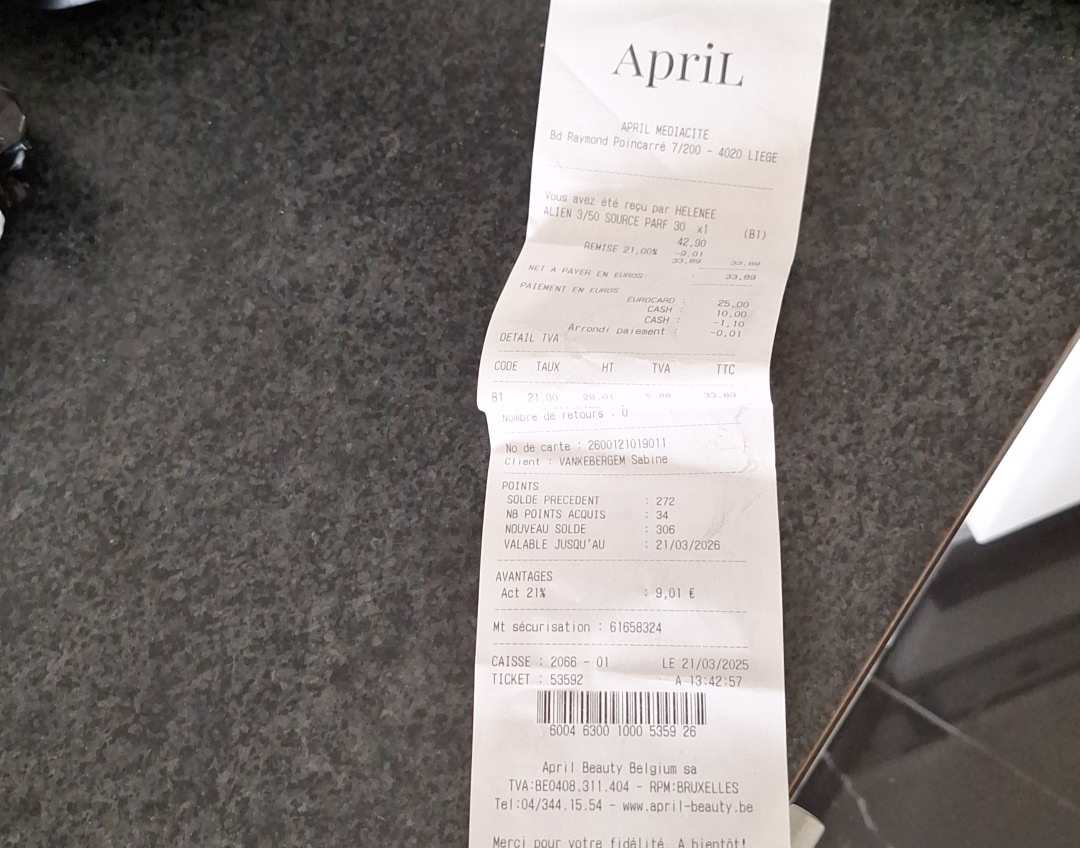 ApriL
APRIL MEDIACITE
Bd Raymond Poincarré 7/200 - 4020 LIEGE
Vous avez été reçu par HELENEE
ALIEN 3/50 SOURCE PARF 30 x1 (B1)
42,90
REMISE 21,00% -9,01
33,89 33,89
NET A PAYER EN EUROS : 33,89
PAIEMENT EN EUROS
EUROCARD : 25,00
CASH : 10,00
CASH : -1,10
Arrondi paiement : -0,01
DETAIL TVA
CODE TAUX HT TVA TTC
B1 21,00 28,01 5,88 33,89
Nombre de retours : 0
No de carte : 2600121019011
Client : VANKEBERGEM Sabine
POINTS
SOLDE PRECEDENT : 272
NB POINTS ACQUIS : 34
NOUVEAU SOLDE : 306
VALABLE JUSQU'AU : 21/03/2026
AVANTAGES
Act 21% : 9,01 €
Mt sécurisation : 61658324
CAISSE : 2066 - 01 LE 21/03/2025
TICKET : 53592 A 13:42:57
6004 6300 1000 5359 26
April Beauty Belgium sa
TVA:BE0408.311.404 - RPM:BRUXELLES
Tel:04/344.15.54 - www.april-beauty.be
Merci pour votre fidélité. A bientôt!